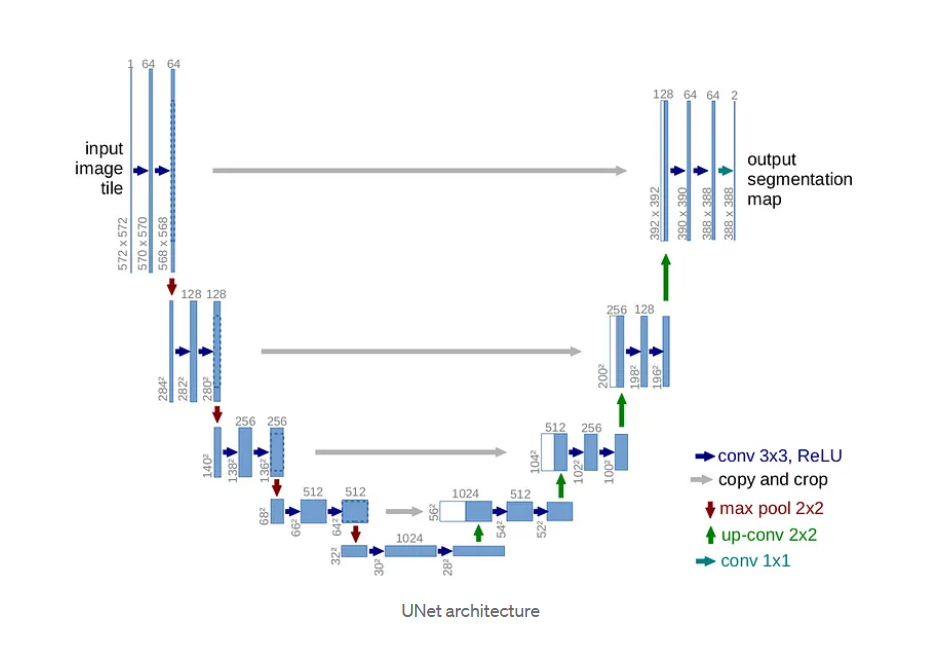 1 64 64
128 64 64 2
input
image
tile
output
segmentation
map
572 x 572
570 x 570
568 x 568
392 x 392
390 x 390
388 x 388
388 x 388
128 128
256 128
284²
282²
280²
200²
198²
196²
256 256
512 256
140²
138²
136²
104²
102²
100²
512 512
1024 512
68²
66²
64²
56²
54²
52²
1024
32²
30²
28²
conv 3x3, ReLU
copy and crop
max pool 2x2
up-conv 2x2
conv 1x1
UNet architecture